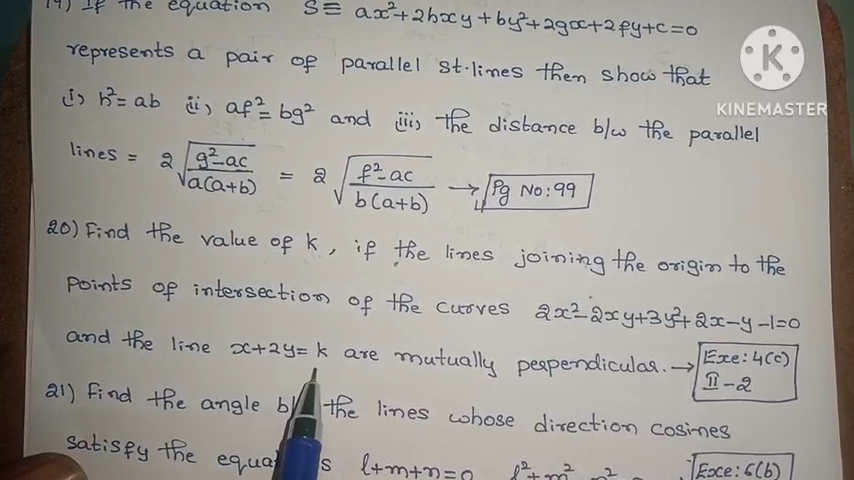 19) If the equation S ≡ ax²+2hxy+by²+2gx+2fy+c=0
represents a pair of parallel st.lines then show that
i, h²=ab ii, af²=bg² and iii, the distance b/w the parallel
lines = 2√(g²-ac / a(a+b)) = 2√(f²-ac / b(a+b)) → Pg No:99
20) Find the value of k, if the lines joining the origin to the
points of intersection of the curves 2x²-2xy+3y²+2x-y-1=0
and the line x+2y=k are mutually perpendicular. → Exe: 4(c) II-2
21) Find the angle the lines whose direction cosines
satisfy the l+m+n=0 Exe: 6(b)
KINEMASTER